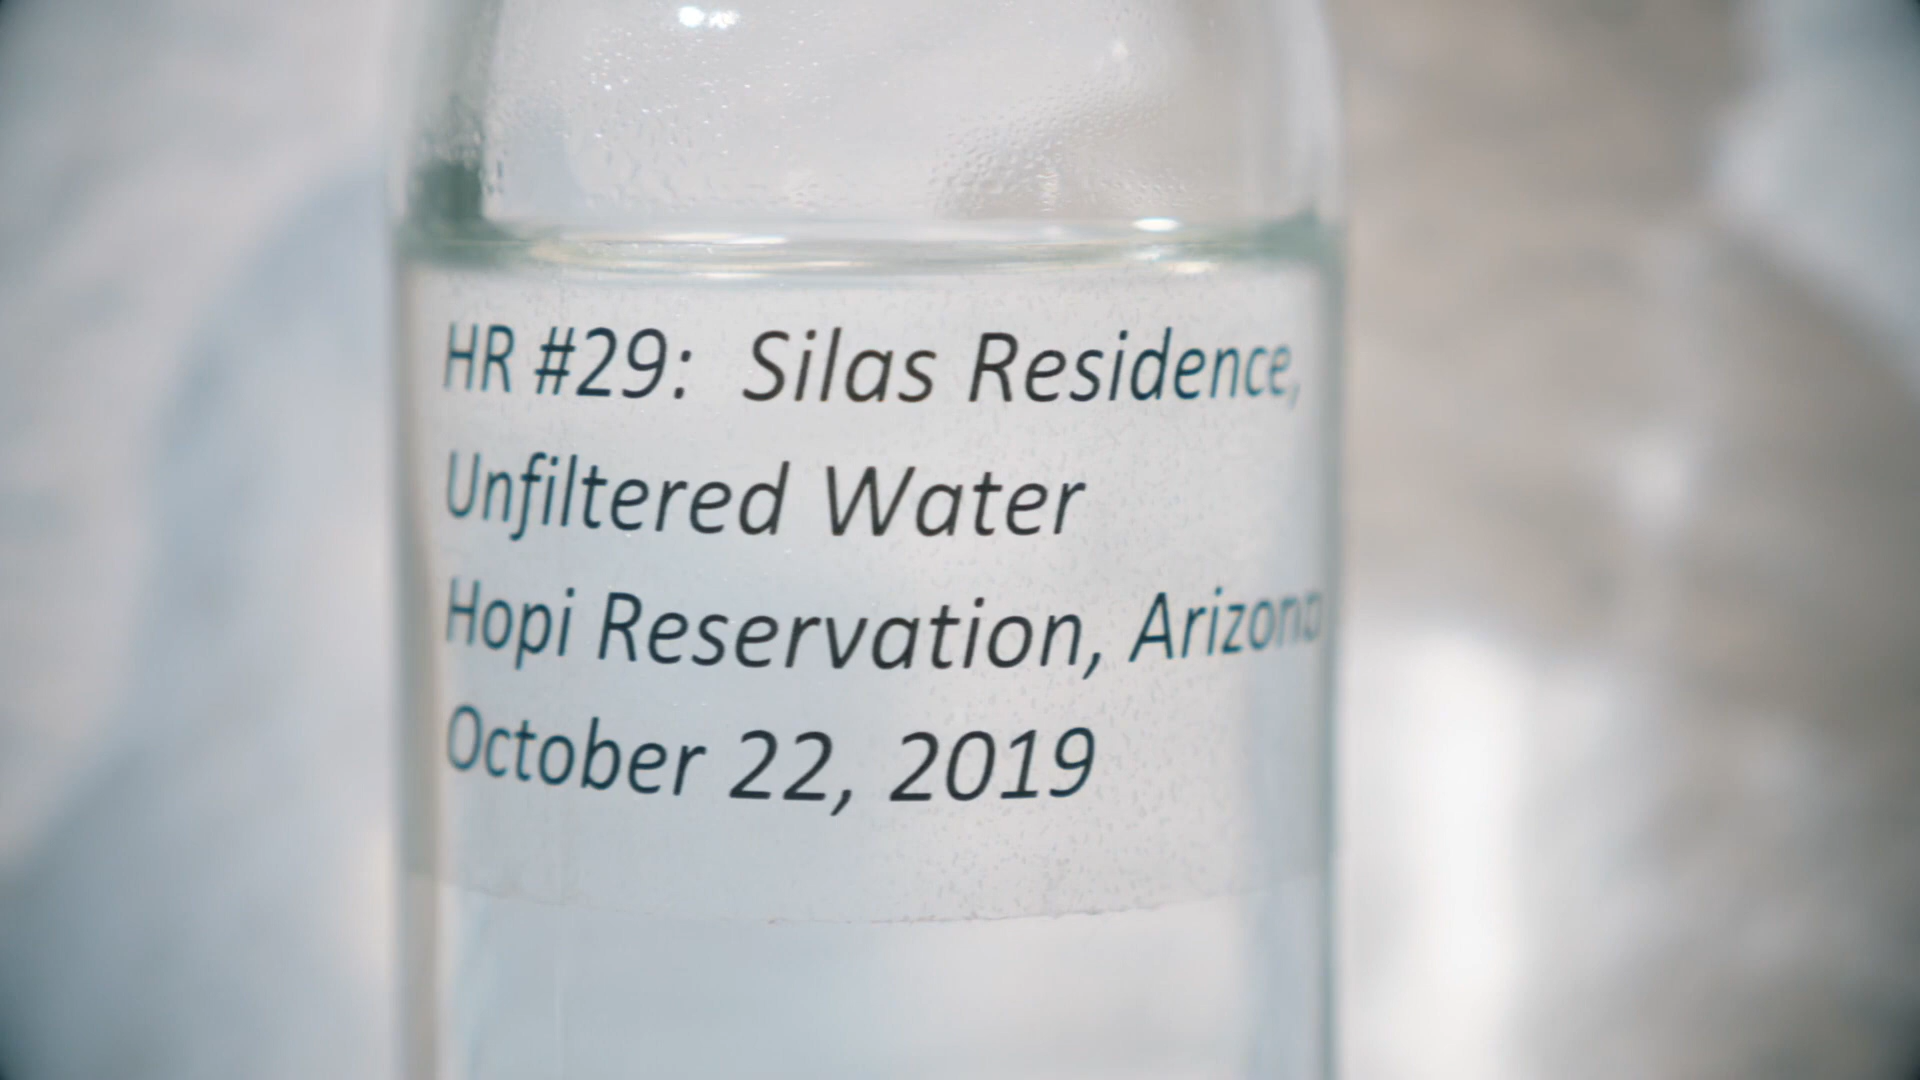 HR #29: Silas Residence,
Unfiltered Water
Hopi Reservation, Arizona
October 22, 2019